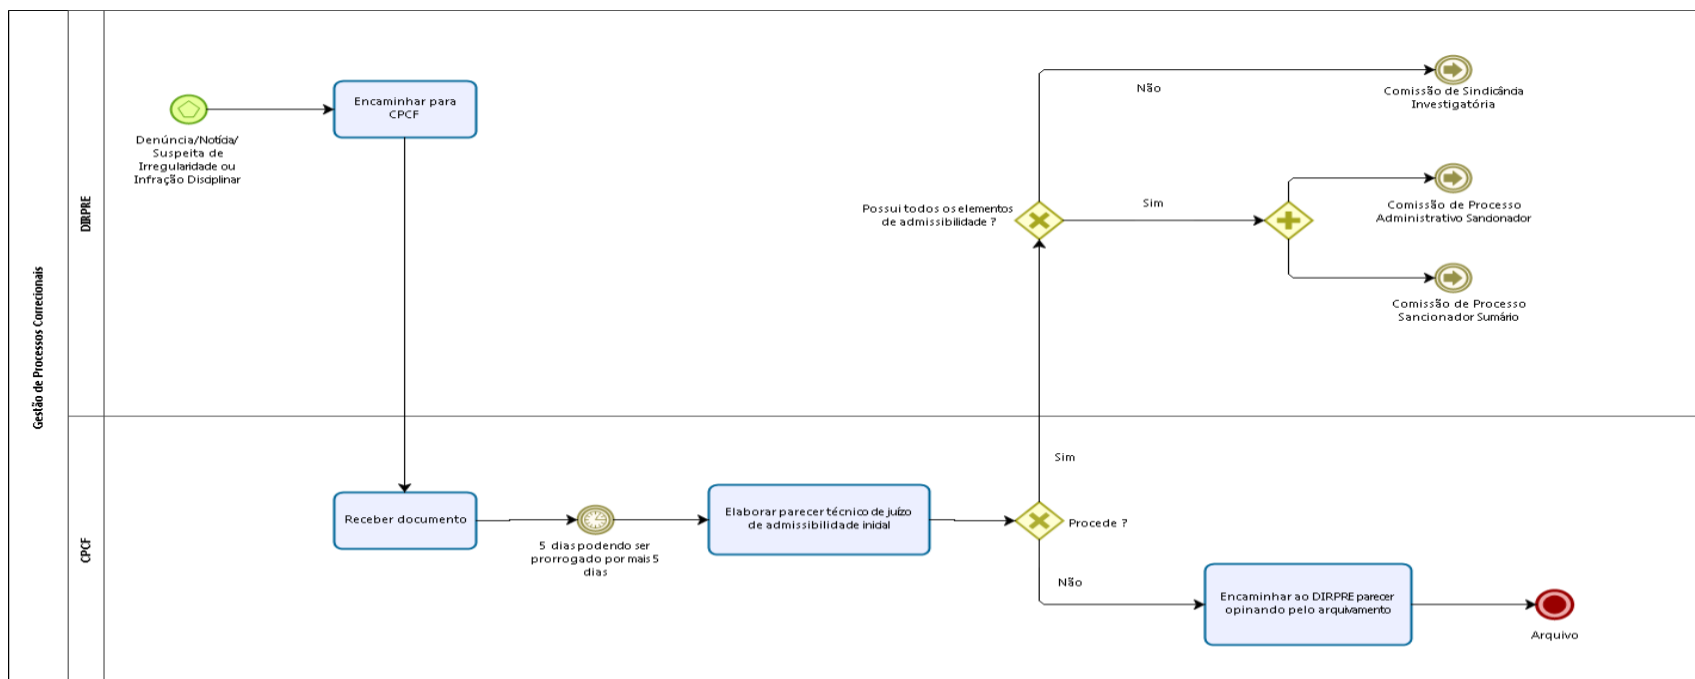 Gestão de Processos Correcionais
DIRPRE
Denúncia/Notícia/
Suspeita de
Irregularidade ou
Infração Disciplinar
Encaminhar para
CPCF
Possui todos os elementos
de admissibilidade ?
Não
Comissão de Sindicância
Investigatória
Sim
Comissão de Processo
Administrativo Sancionador
Comissão de Processo
Sancionador Sumário
CPCF
Receber documento
5 dias podendo ser
prorrogado por mais 5
dias
Elaborar parecer técnico de juízo
de admissibilidade inicial
Sim
Procede ?
Não
Encaminhar ao DIRPRE parecer
opinando pelo arquivamento
Arquivo